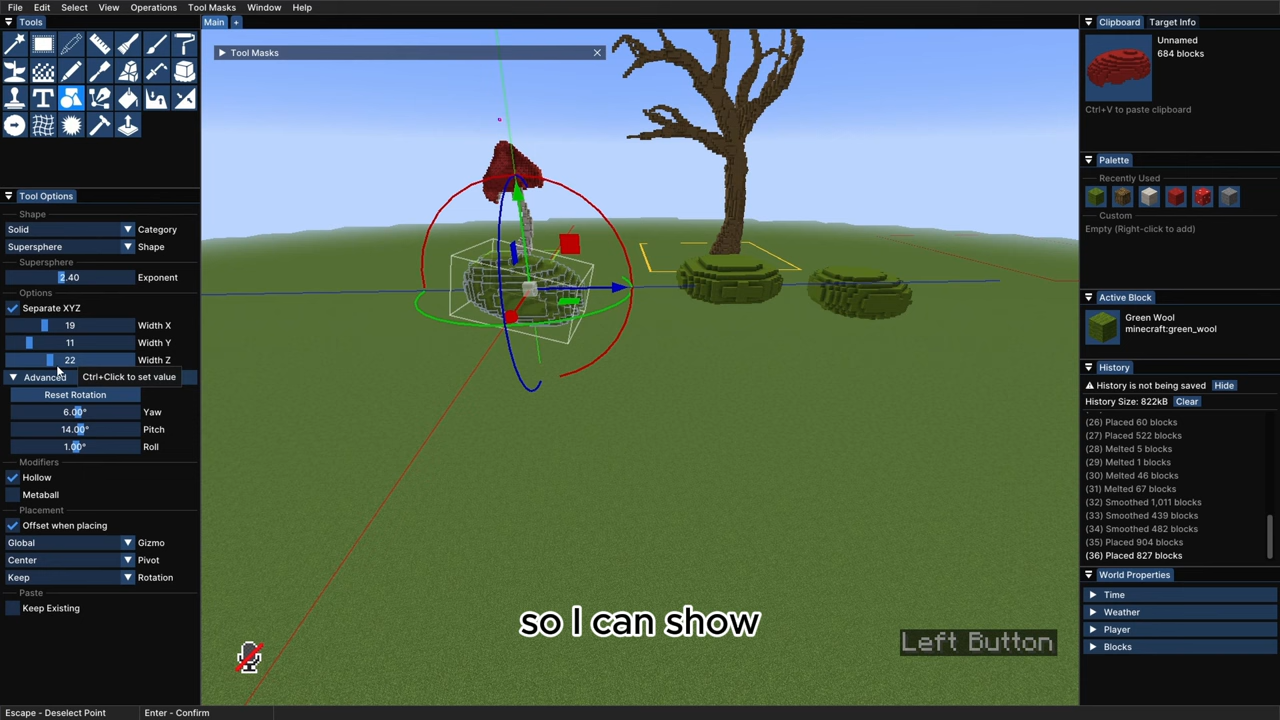 File Edit Select View Operations Tool Masks Window Help
Tools
Main +
Tool Masks
Tool Options
Shape
Solid Category
Supersphere Shape
Supersphere
2.40 Exponent
Options
Separate XYZ
19 Width X
11 Width Y
22 Width Z
Advanced
Ctrl+Click to set value
Reset Rotation
6.00° Yaw
14.00° Pitch
1.00° Roll
Modifiers
Hollow
Metaball
Placement
Offset when placing
Global Gizmo
Center Pivot
Keep Rotation
Paste
Keep Existing
so I can show
Left Button
Clipboard Target Info
Unnamed
684 blocks
Ctrl+V to paste clipboard
Palette
Recently Used
Custom
Empty (Right-click to add)
Active Block
Green Wool
minecraft:green_wool
History
History is not being saved Hide
History Size: 822kB Clear
(26) Placed 60 blocks
(27) Placed 522 blocks
(28) Melted 5 blocks
(29) Melted 1 blocks
(30) Melted 46 blocks
(31) Melted 67 blocks
(32) Smoothed 1,011 blocks
(33) Smoothed 439 blocks
(34) Smoothed 482 blocks
(35) Placed 904 blocks
(36) Placed 827 blocks
World Properties
Time
Weather
Player
Blocks
Escape - Deselect Point Enter - Confirm